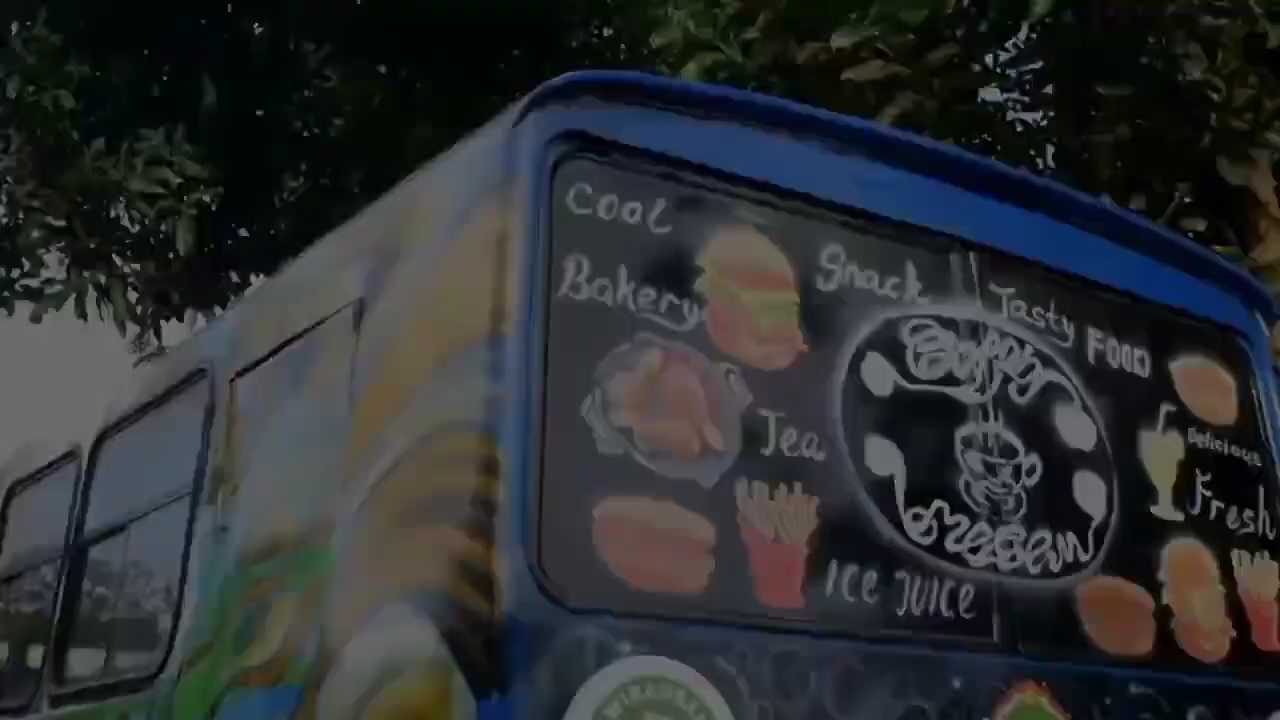 Cool
Bakery
Snack
Tasty FOOD
Tea
Delicious
Fresh
ICE JUICE